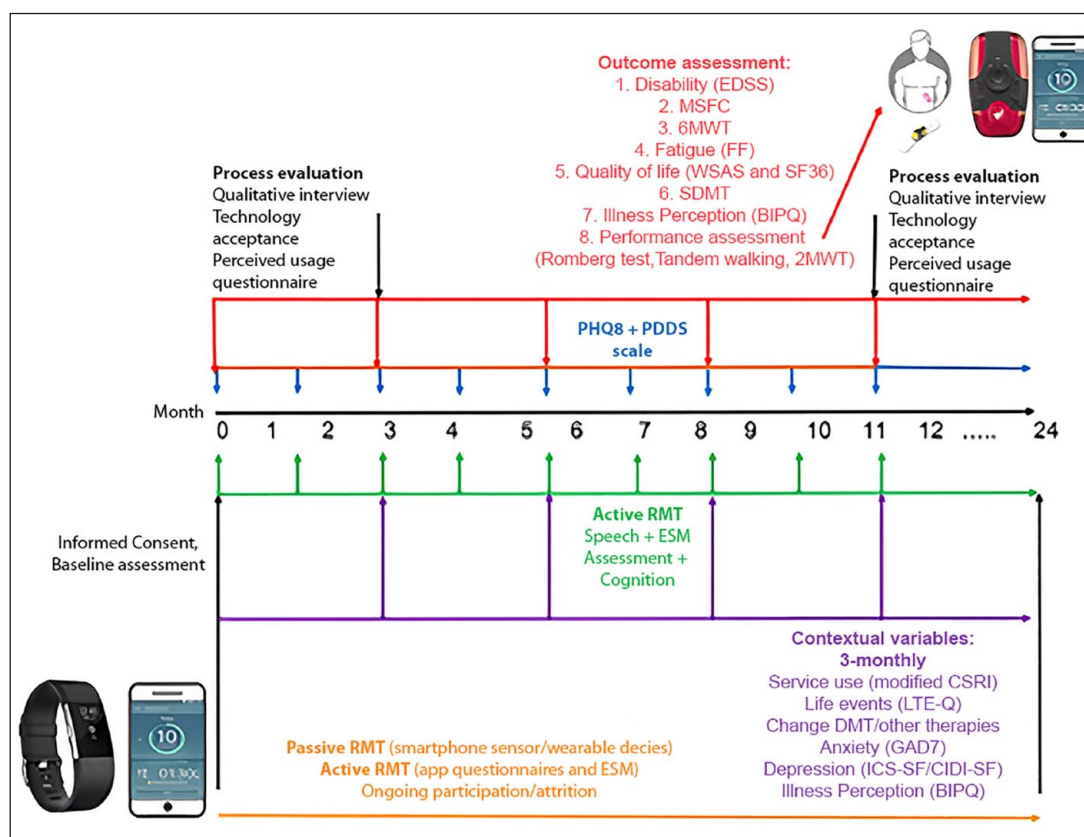 Outcome assessment:
1. Disability (EDSS)
2. MSFC
3. 6MWT
4. Fatigue (FF)
5. Quality of life (WSAS and SF36)
6. SDMT
7. Illness Perception (BIPQ)
8. Performance assessment
(Romberg test,Tandem walking, 2MWT)
10
Process evaluation
Qualitative interview
Technology
acceptance
Perceived usage
questionnaire
Process evaluation
Qualitative interview
Technology
acceptance
Perceived usage
questionnaire
PHQ8 + PDDS
scale
Month
0 1 2 3 4 5 6 7 8 9 10 11 12 ..... 24
Informed Consent,
Baseline assessment
Active RMT
Speech + ESM
Assessment +
Cognition
Contextual variables:
3-monthly
Service use (modified CSRI)
Life events (LTE-Q)
Change DMT/other therapies
Anxiety (GAD7)
Depression (ICS-SF/CIDI-SF)
Illness Perception (BIPQ)
10
Passive RMT (smartphone sensor/wearable decies)
Active RMT (app questionnaires and ESM)
Ongoing participation/attrition